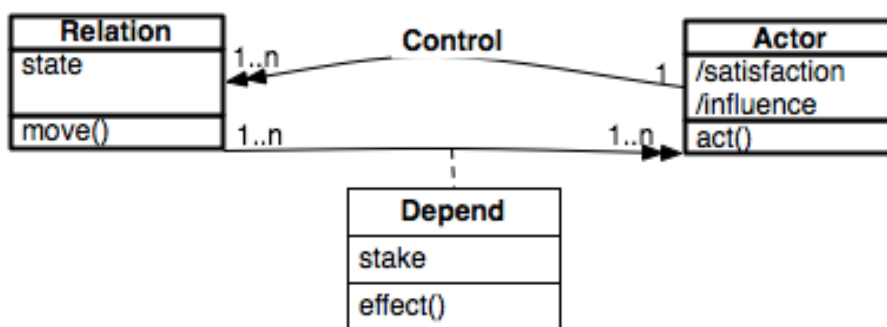 Relation
state
move()
1..n
Control
1
Actor
/satisfaction
/influence
act()
1..n
1..n
Depend
stake
effect()